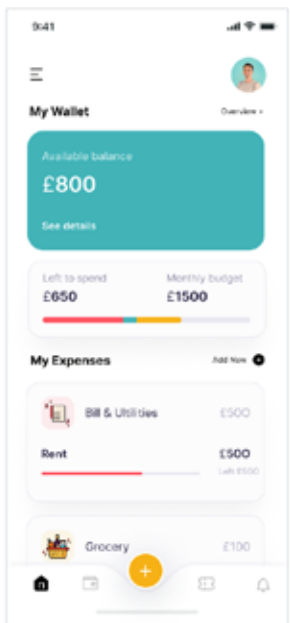 9:41
My Wallet
Overview >
Available balance
£800
See details
Left to spend
Monthly budget
£650
£1500
My Expenses
Add New
Bill & Utilities
£500
Rent
£500
Grocery
£100